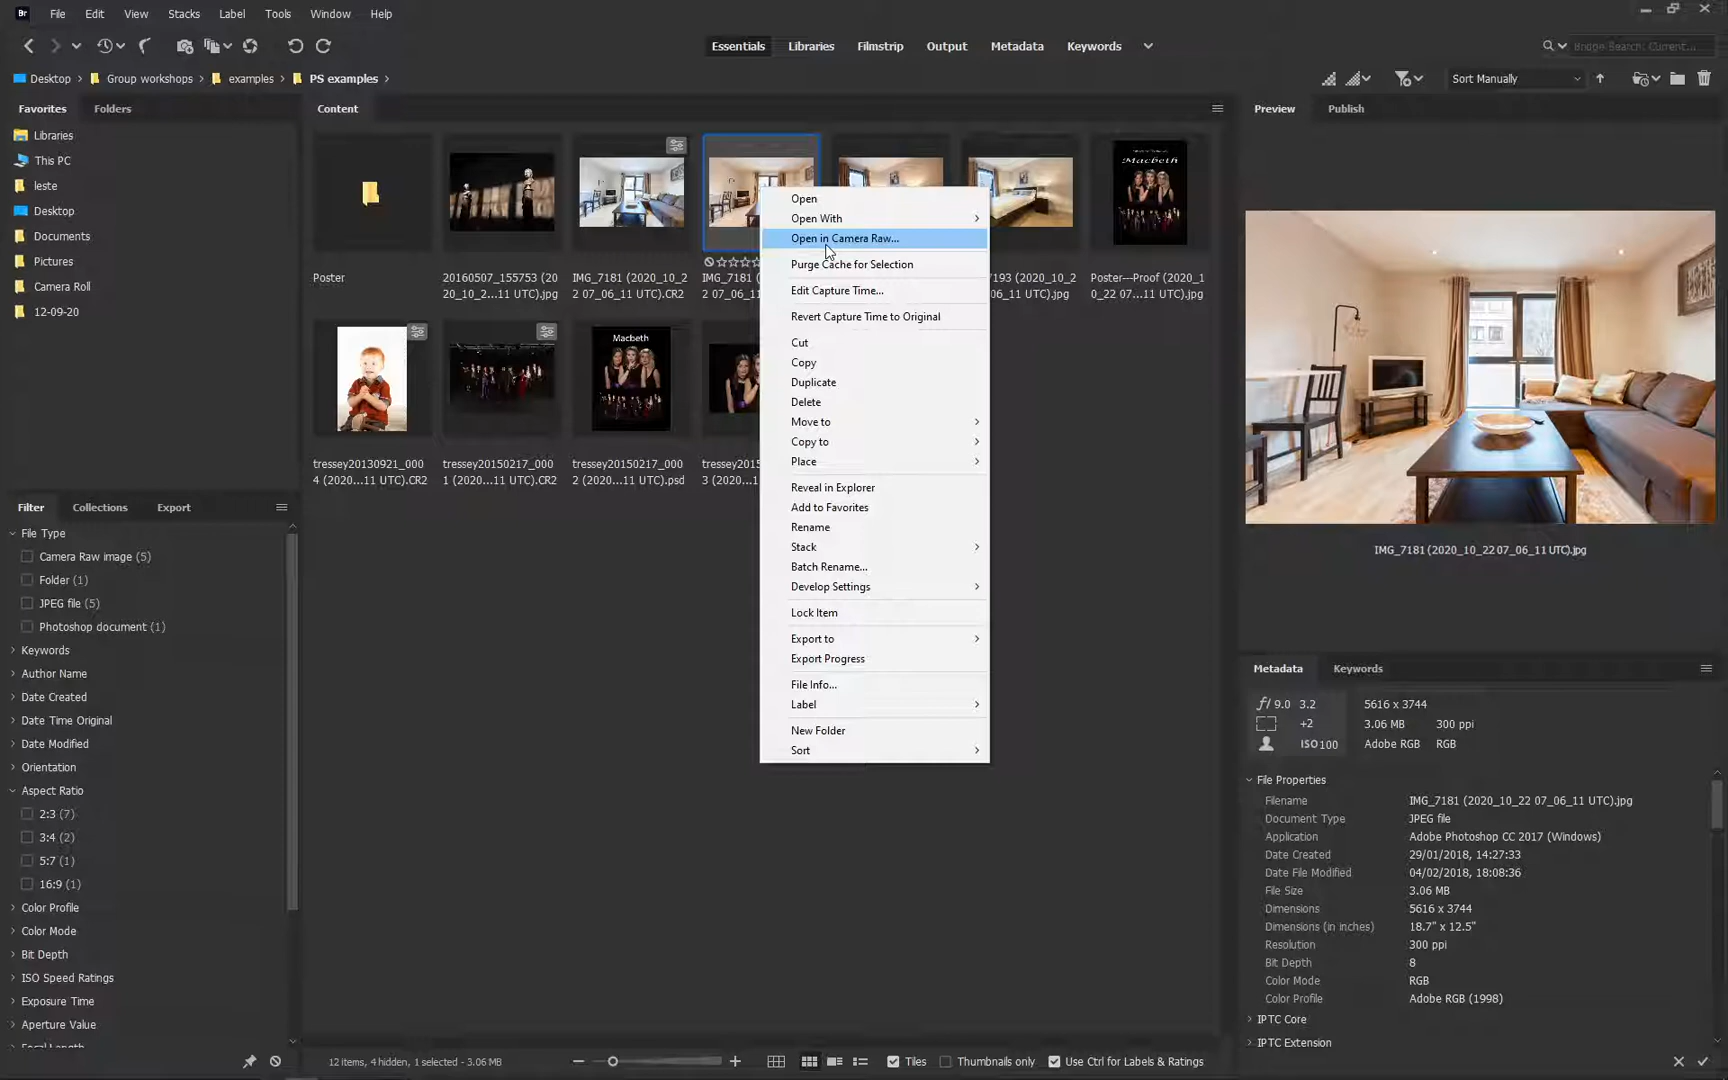 Br File Edit View Stacks Label Tools Window Help
Essentials Libraries Filmstrip Output Metadata Keywords
Bridge Search: Current...
Desktop Group workshops examples PS examples
Sort Manually
Favorites Folders
Content
Preview Publish
Libraries
This PC
leste
Desktop
Documents
Pictures
Camera Roll
12-09-20
Macbeth
Poster
20160507_155753 (20
20_10_2...11 UTC).jpg
IMG_7181 (2020_10_2
2 07_06_11 UTC).CR2
IMG_7181 (
2 07_06_11
7193 (2020_10_2
_11 UTC).jpg
Poster---Proof (2020_1
0_22 07...11 UTC).jpg
Macbeth
tressey20130921_000
4 (2020...11 UTC).CR2
tressey20150217_000
1 (2020...11 UTC).CR2
tressey20150217_000
2 (2020...11 UTC).psd
tressey2015
3 (2020...11
Open
Open With
Open in Camera Raw...
Purge Cache for Selection
Edit Capture Time...
Revert Capture Time to Original
Cut
Copy
Duplicate
Delete
Move to
Copy to
Place
Reveal in Explorer
Add to Favorites
Rename
Stack
Batch Rename...
Develop Settings
Lock Item
Export to
Export Progress
File Info...
Label
New Folder
Sort
IMG_7181 (2020_10_22 07_06_11 UTC).jpg
Filter Collections Export
File Type
Camera Raw image (5)
Folder (1)
JPEG file (5)
Photoshop document (1)
Keywords
Author Name
Date Created
Date Time Original
Date Modified
Orientation
Aspect Ratio
2:3 (7)
3:4 (2)
5:7 (1)
16:9 (1)
Color Profile
Color Mode
Bit Depth
ISO Speed Ratings
Exposure Time
Aperture Value
Focal Length
Metadata Keywords
f/ 9.0 3.2 5616 x 3744
+2 3.06 MB 300 ppi
ISO100 Adobe RGB RGB
File Properties
Filename IMG_7181 (2020_10_22 07_06_11 UTC).jpg
Document Type JPEG file
Application Adobe Photoshop CC 2017 (Windows)
Date Created 29/01/2018, 14:27:33
Date File Modified 04/02/2018, 18:08:36
File Size 3.06 MB
Dimensions 5616 x 3744
Dimensions (in inches) 18.7" x 12.5"
Resolution 300 ppi
Bit Depth 8
Color Mode RGB
Color Profile Adobe RGB (1998)
IPTC Core
IPTC Extension
12 items, 4 hidden, 1 selected - 3.06 MB
Tiles Thumbnails only Use Ctrl for Labels & Ratings